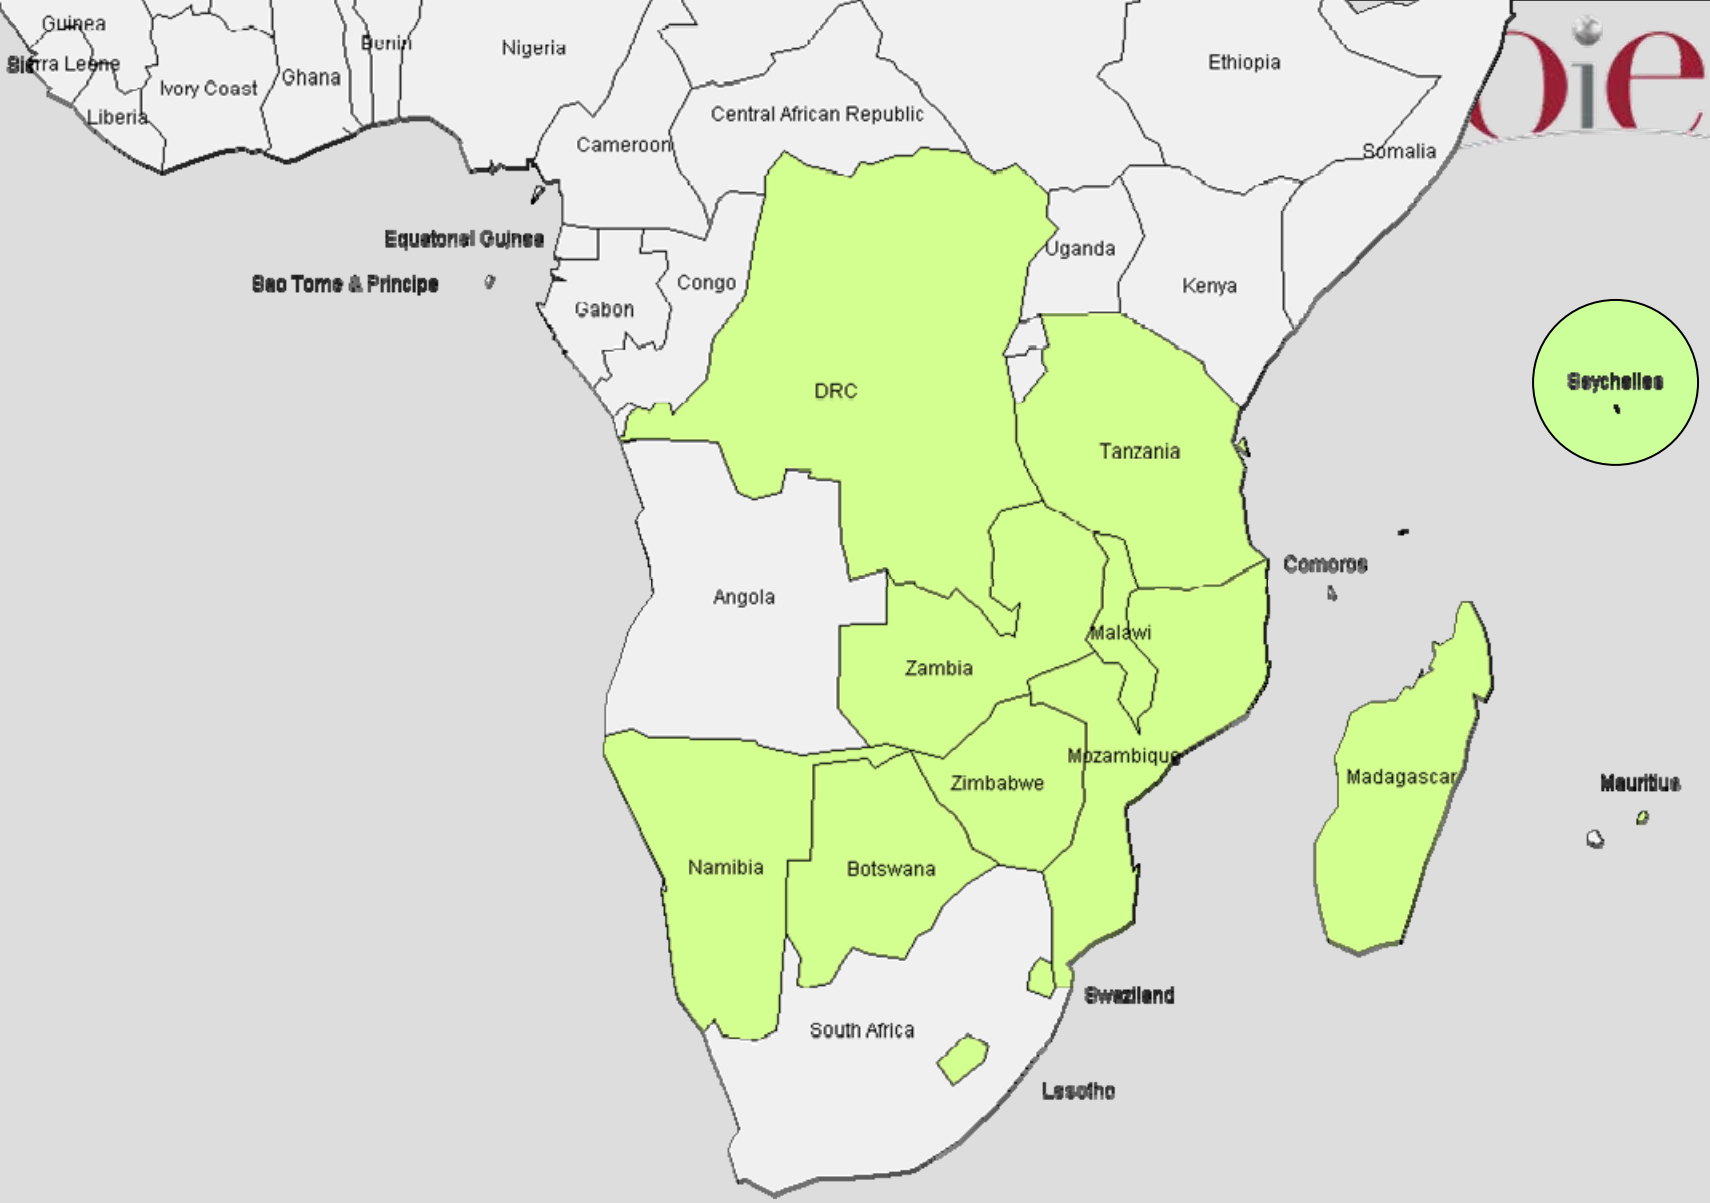 Guinea
Sierra Leone
Liberia
Ivory Coast
Ghana
Benin
Nigeria
Cameroon
Central African Republic
Ethiopia
Somalia
oie
Equatorial Guinea
Sao Tome & Principe
Gabon
Congo
Uganda
Kenya
DRC
Tanzania
Seychelles
Comoros
Angola
Malawi
Zambia
Mozambique
Zimbabwe
Madagascar
Mauritius
Namibia
Botswana
Swaziland
South Africa
Lesotho